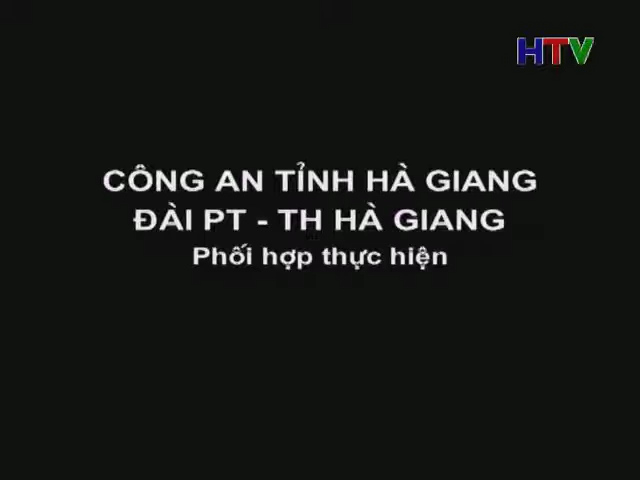 HTV
CÔNG AN TỈNH HÀ GIANG
ĐÀI PT - TH HÀ GIANG
Phối hợp thực hiện